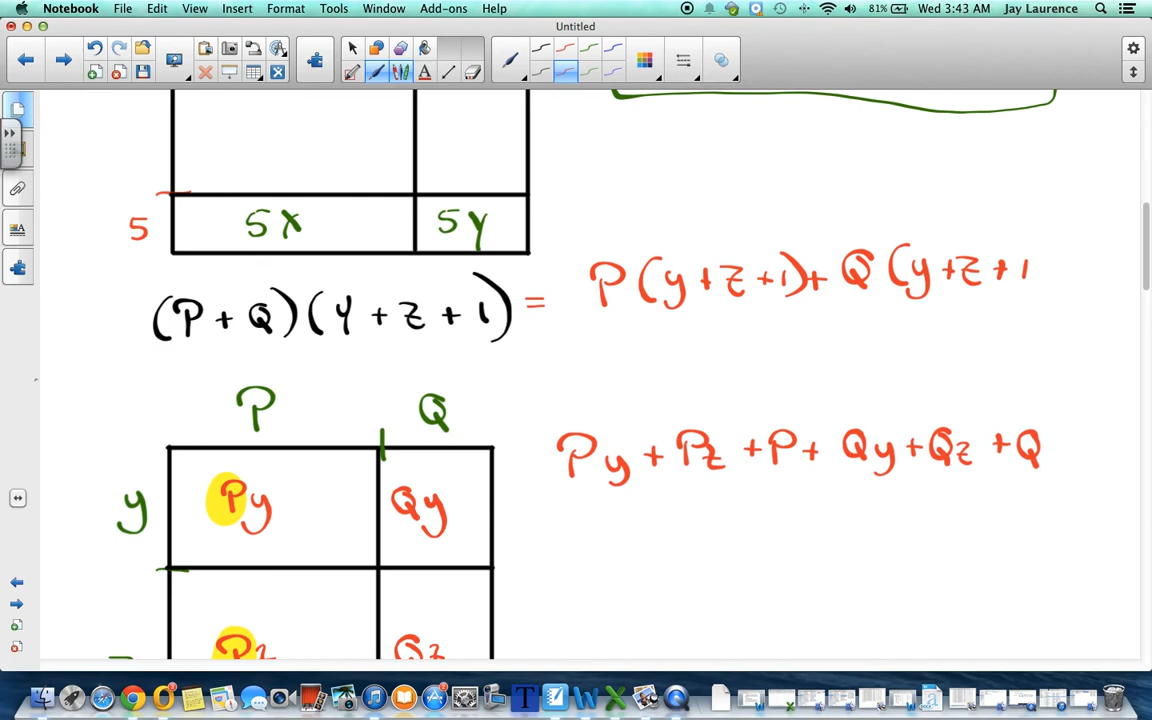 Notebook File Edit View Insert Format Tools Window Add-ons Help 81% Wed 3:43 AM Jay Laurence
Untitled
5 5x 5y
(P + Q)(y + z + 1) = P(y + z + 1) + Q(y + z + 1
P Q
Py + Pz + P + Qy + Qz + Q
y Py Qy
Pz Qz